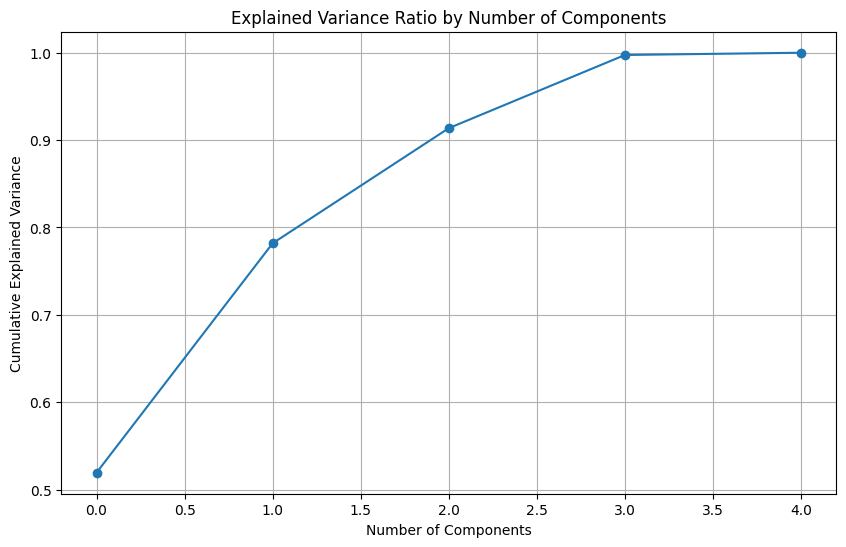 Explained Variance Ratio by Number of Components
Cumulative Explained Variance
1.0
0.9
0.8
0.7
0.6
0.5
0.0 0.5 1.0 1.5 2.0 2.5 3.0 3.5 4.0
Number of Components